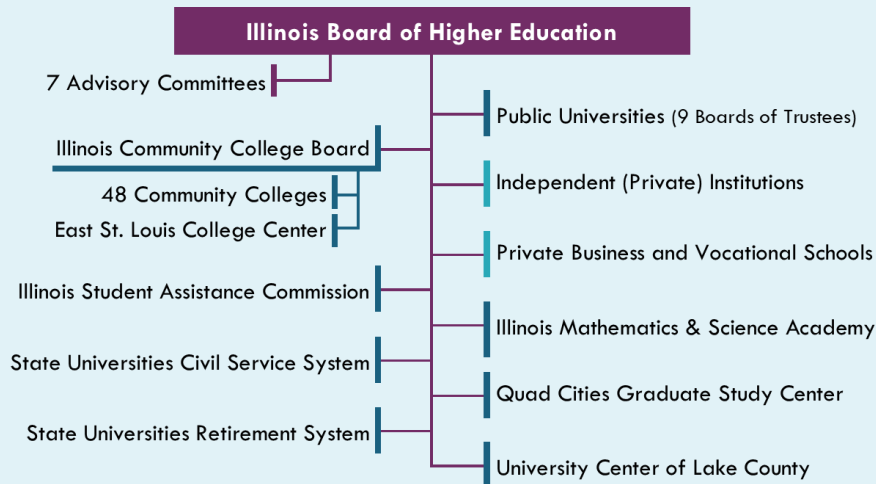 Illinois Board of Higher Education
7 Advisory Committees
Illinois Community College Board
48 Community Colleges
East St. Louis College Center
Illinois Student Assistance Commission
State Universities Civil Service System
State Universities Retirement System
Public Universities (9 Boards of Trustees)
Independent (Private) Institutions
Private Business and Vocational Schools
Illinois Mathematics & Science Academy
Quad Cities Graduate Study Center
University Center of Lake County